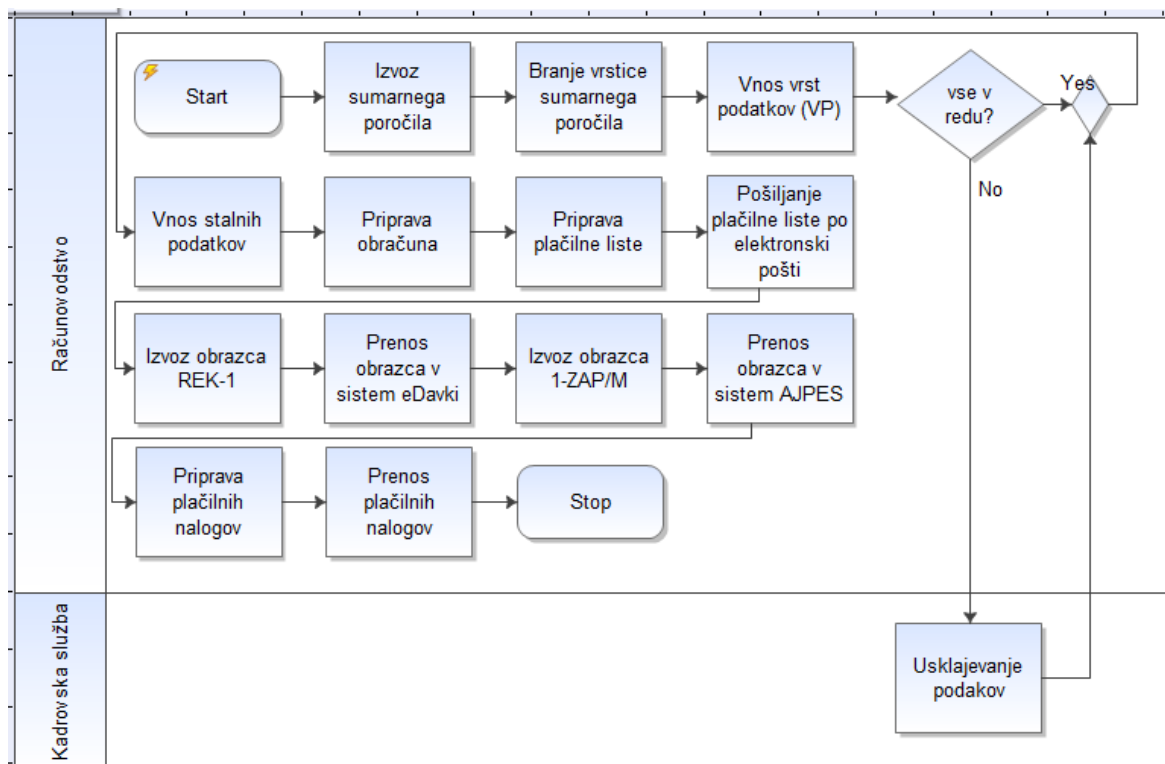 Računovodstvo
Start
Izvoz
sumarnega
poročila
Branje vrstice
sumarnega
poročila
Vnos vrst
podatkov (VP)
vse v
redu?
Yes
No
Vnos stalnih
podatkov
Priprava
obračuna
Priprava
plačilne liste
Pošiljanje
plačilne liste po
elektronski
pošti
Izvoz obrazca
REK-1
Prenos
obrazca v
sistem eDavki
Izvoz obrazca
1-ZAP/M
Prenos
obrazca v
sistem AJPES
Priprava
plačilnih
nalogov
Prenos
plačilnih
nalogov
Stop
Kadrovska služba
Usklajevanje
podakov